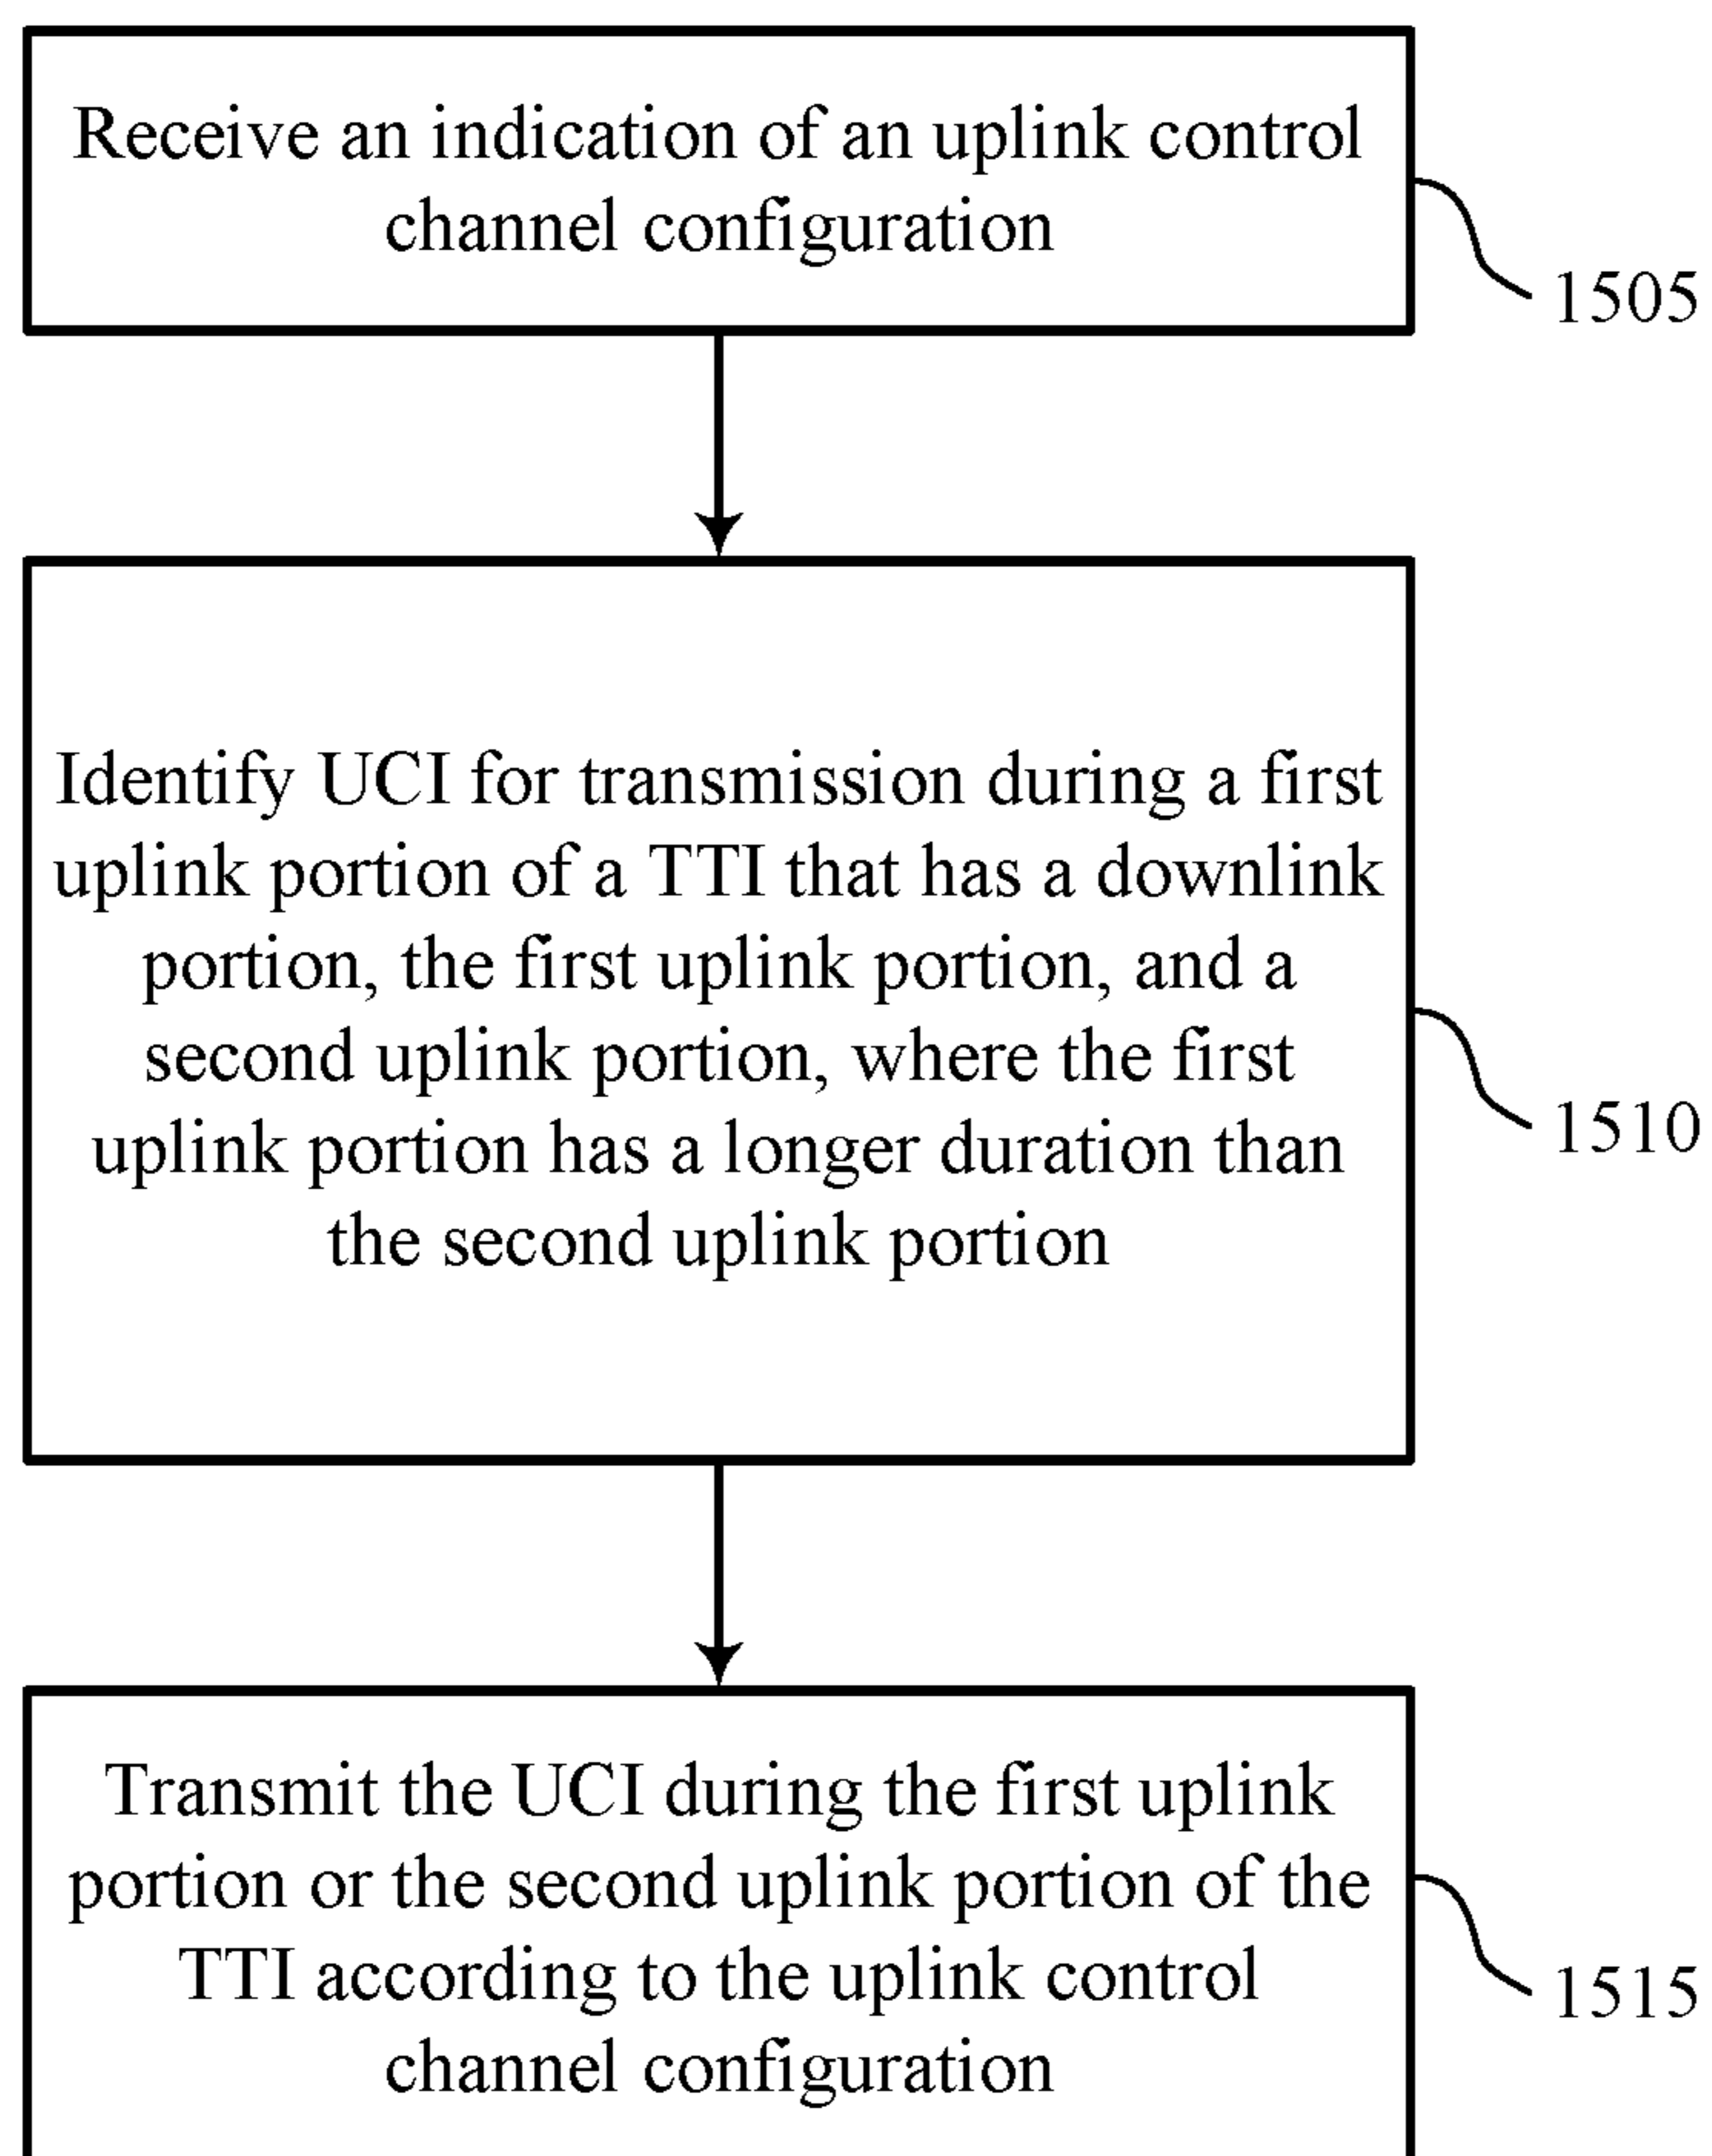 Receive an indication of an uplink control
channel configuration
1505
Identify UCI for transmission during a first
uplink portion of a TTI that has a downlink
portion, the first uplink portion, and a
second uplink portion, where the first
uplink portion has a longer duration than
the second uplink portion
1510
Transmit the UCI during the first uplink
portion or the second uplink portion of the
TTI according to the uplink control
channel configuration
1515